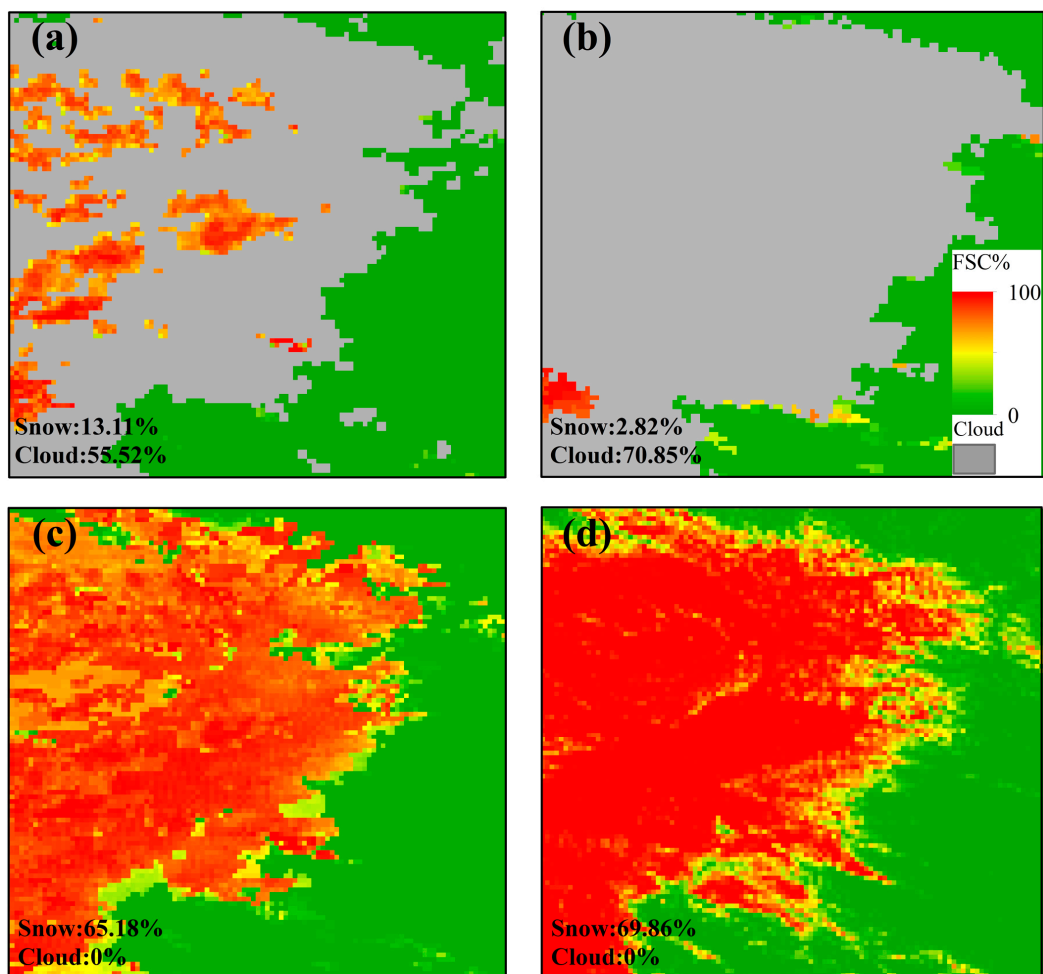 (a)
Snow:13.11%
Cloud:55.52%
(b)
FSC%
100
0
Cloud
Snow:2.82%
Cloud:70.85%
(c)
Snow:65.18%
Cloud:0%
(d)
Snow:69.86%
Cloud:0%